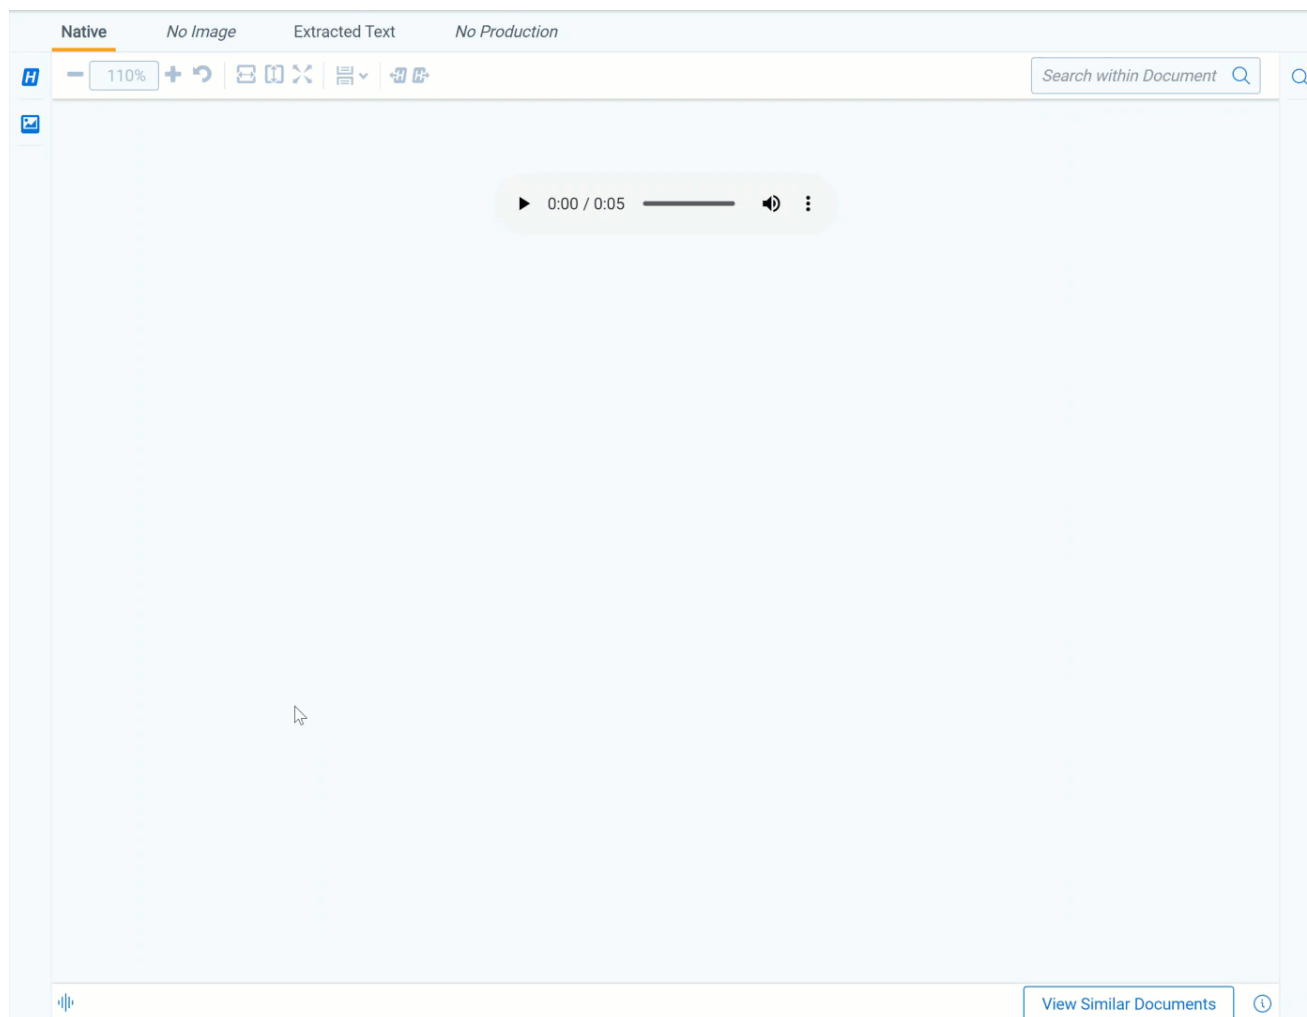 Native No Image Extracted Text No Production
H 110% H H Search within Document
0:00 / 0:05
View Similar Documents i